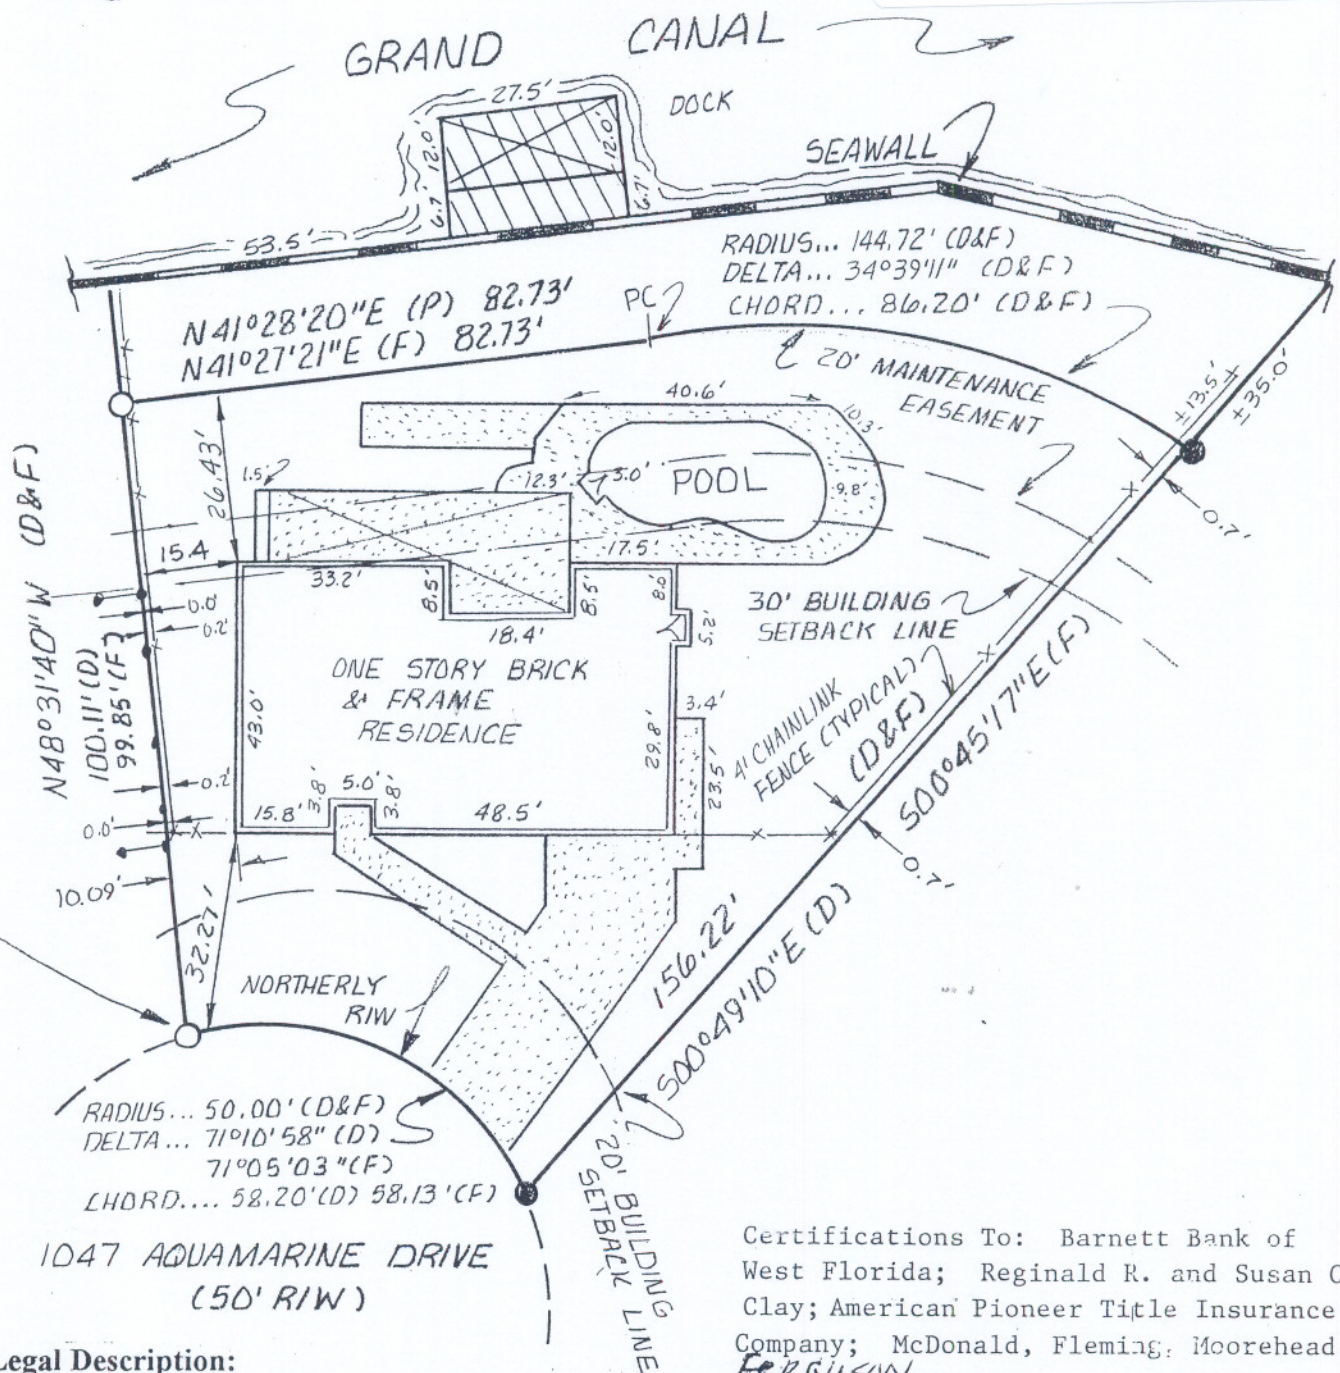 GRAND CANAL
27.5'
DOCK
12.0'
12.0'
6.7'
6.7'
SEAWALL
53.5'
RADIUS... 144.72' (D&F)
DELTA... 34°39'11" (D&F)
CHORD... 86.20' (D&F)
N41°28'20"E (P) 82.73'
N41°27'21"E (F) 82.73'
PC
20' MAINTENANCE
EASEMENT
±13.5'
±35.0'
40.6'
10.3'
26.43'
1.5'
12.3'
3.0'
POOL
9.8'
0.7'
N48°31'40"W (D&F)
100.11'(D)
99.85'(F)
15.4
33.2'
8.5'
17.5
8.5'
8.0'
18.4'
5.2'
0.0'
0.2'
30' BUILDING
SETBACK LINE
ONE STORY BRICK
& FRAME
RESIDENCE
43.0'
29.8'
3.4'
23.5'
4' CHAINLINK
FENCE (TYPICAL)
(D&F)
S00°45'17"E(F)
0.2'
0.0'
15.8'
3.8'
5.0'
3.8'
48.5'
0.7'
10.09'
32.27'
156.22'
S00°49'10"E (D)
NORTHERLY
R/W
RADIUS... 50.00'(D&F)
DELTA... 71°10'58" (D)
71°05'03"(F)
CHORD.... 58.20'(D) 58.13'(F)
20' BUILDING
SETBACK LINE
1047 AQUAMARINE DRIVE
(50' R/W)
Certifications To: Barnett Bank of
West Florida; Reginald R. and Susan C
Clay; American Pioneer Title Insurance
Company; McDonald, Fleming, Moorehead
Ferguson
Legal Description: